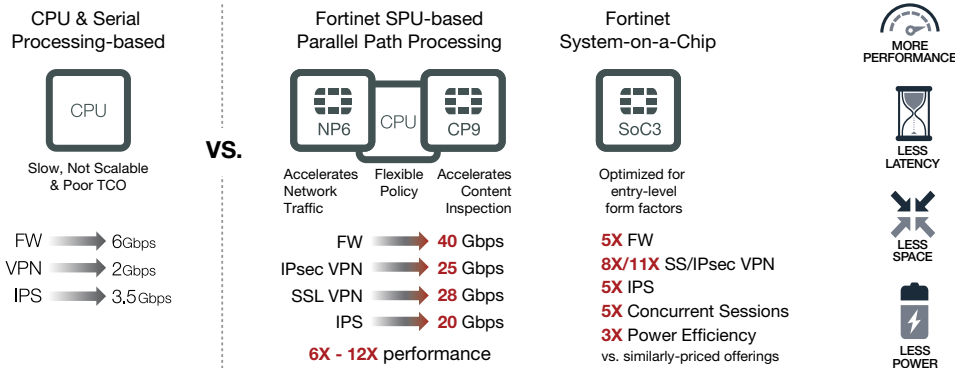 CPU & Serial
Processing-based
CPU
Slow, Not Scalable
& Poor TCO
FW 6Gbps
VPN 2Gbps
IPS 3.5Gbps
VS.
Fortinet SPU-based
Parallel Path Processing
NP6
CPU
CP9
Accelerates
Network
Traffic
Flexible
Policy
Accelerates
Content
Inspection
FW 40 Gbps
IPsec VPN 25 Gbps
SSL VPN 28 Gbps
IPS 20 Gbps
6X - 12X performance
Fortinet
System-on-a-Chip
SoC3
Optimized for
entry-level
form factors
5X FW
8X/11X SS/IPsec VPN
5X IPS
5X Concurrent Sessions
3X Power Efficiency
vs. similarly-priced offerings
MORE
PERFORMANCE
LESS
LATENCY
LESS
SPACE
LESS
POWER